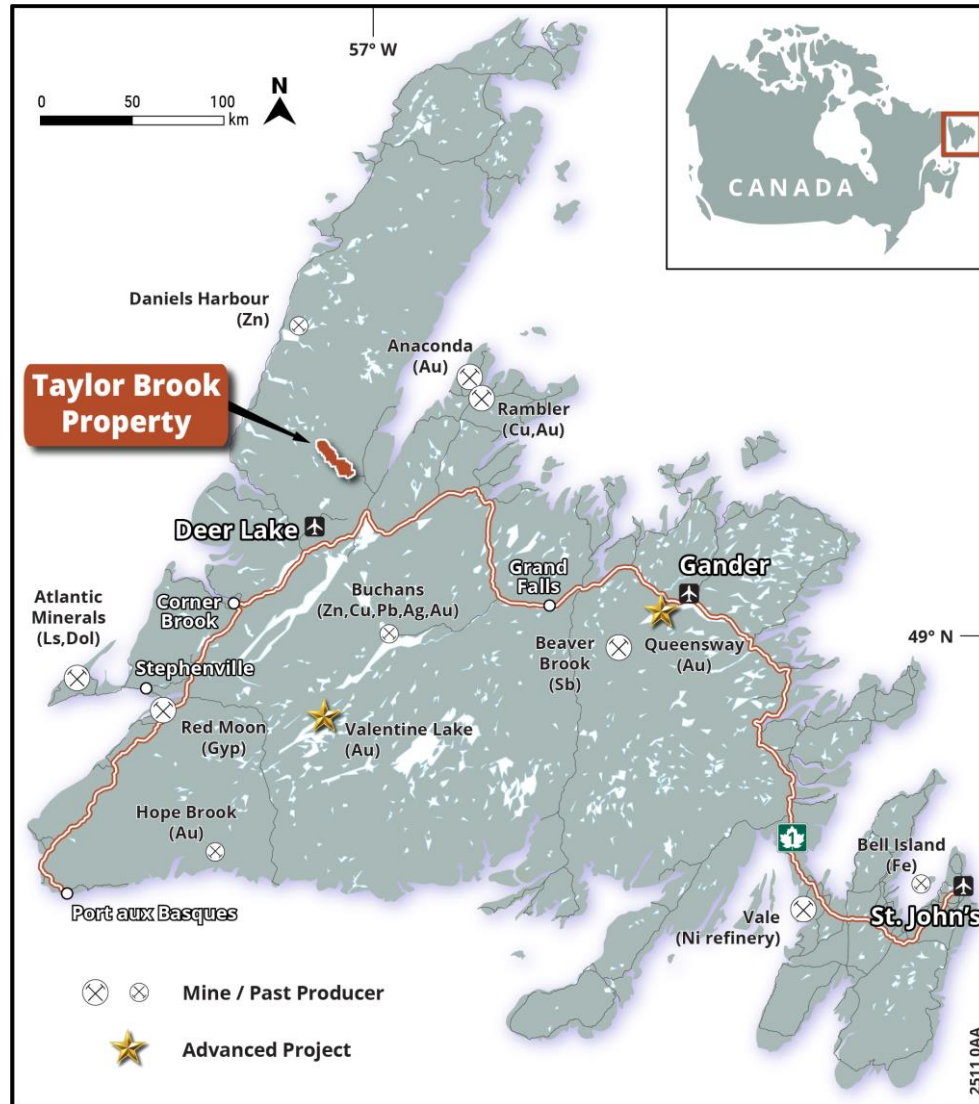 57° W
0
50
100
km
N
CANADA
Daniels Harbour
(Zn)
Anaconda
(Au)
Rambler
(Cu,Au)
Taylor Brook
Property
Deer Lake
Gander
Grand
Falls
Buchans
(Zn,Cu,Pb,Ag,Au)
Corner
Brook
Atlantic
Minerals
(Ls,Dol)
49° N
Beaver
Brook
(Sb)
Queensway
(Au)
Stephenville
Red Moon
(Gyp)
Valentine Lake
(Au)
Hope Brook
(Au)
1
Bell Island
(Fe)
Port aux Basques
Vale
(Ni refinery)
St. John's
Mine / Past Producer
Advanced Project
2511.0AA